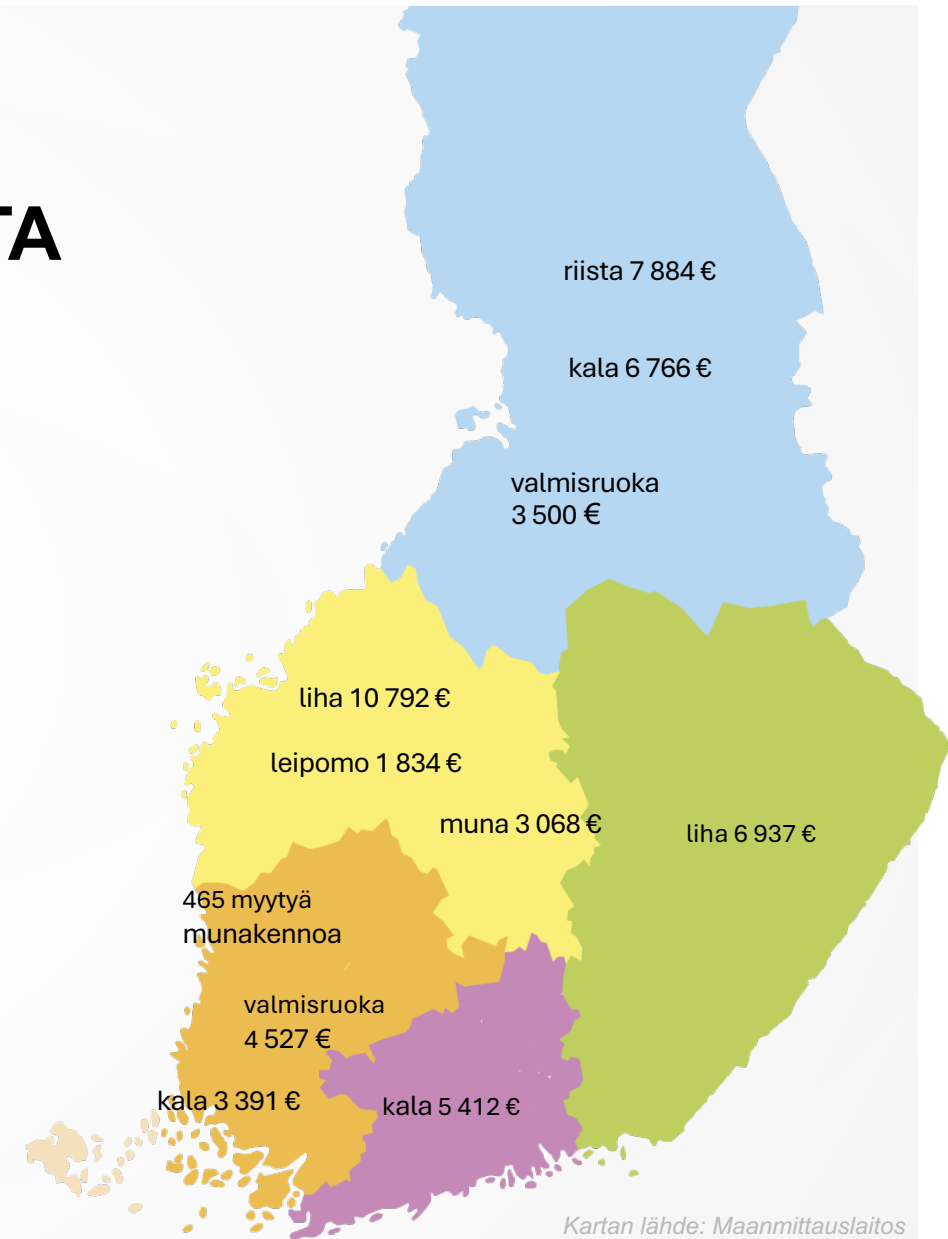 TA
riista 7 884 €
kala 6 766 €
valmisruoka
3 500 €
liha 10 792 €
leipomo 1 834 €
muna 3 068 €
liha 6 937 €
465 myytyä
munakennoa
valmisruoka
4 527 €
kala 3 391 €
kala 5 412 €
Kartan lähde: Maanmittauslaitos